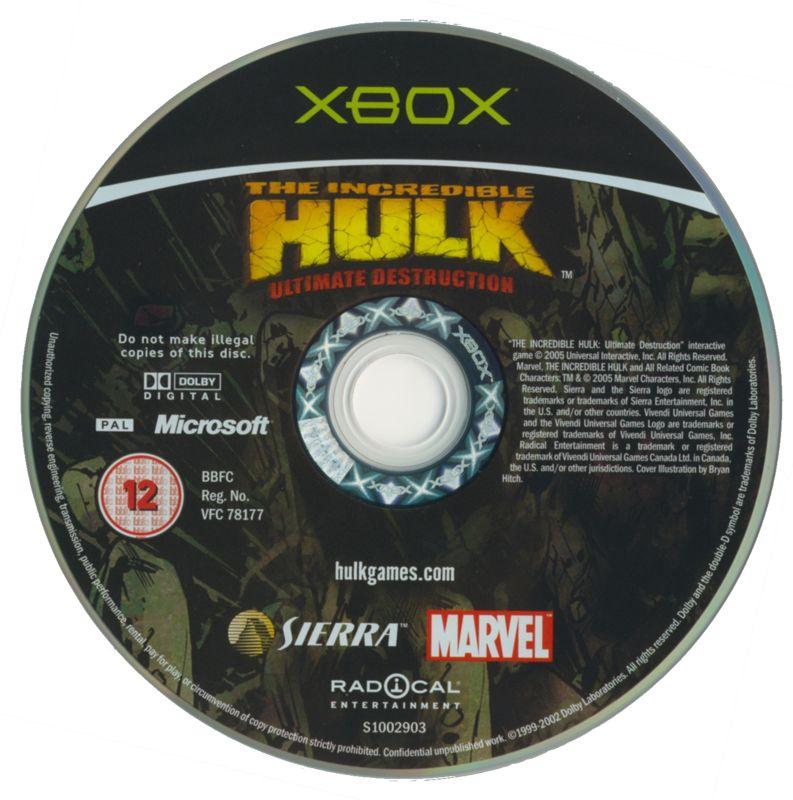 XBOX
THE INCREDIBLE
HULK
ULTIMATE DESTRUCTION
™
XBOX
Do not make illegal
copies of this disc.
DOLBY
DIGITAL
PAL
Microsoft
12
BBFC
Reg. No.
VFC 78177
"THE INCREDIBLE HULK: Ultimate Destruction" interactive
game © 2005 Universal Interactive, Inc. All Rights Reserved.
Marvel, THE INCREDIBLE HULK and All Related Comic Book
Characters: TM & © 2005 Marvel Characters, Inc. All Rights
Reserved. Sierra and the Sierra logo are registered
trademarks or trademarks of Sierra Entertainment, Inc. in
the U.S. and/or other countries. Vivendi Universal Games
and the Vivendi Universal Games Logo are trademarks or
registered trademarks of Vivendi Universal Games, Inc.
Radical Entertainment is a trademark or registered
trademark of Vivendi Universal Games Canada Ltd. in Canada,
the U.S. and/or other jurisdictions. Cover Illustration by Bryan
Hitch.
hulkgames.com
SIERRA™
MARVEL
RADICAL
ENTERTAINMENT
S1002903
Unauthorized copying, reverse engineering, transmission, public performance, rental, pay for play, or circumvention of copy protection strictly prohibited. Confidential unpublished work. ©1999-2002 Dolby Laboratories. All rights reserved. Dolby and the double-D symbol are trademarks of Dolby Laboratories.